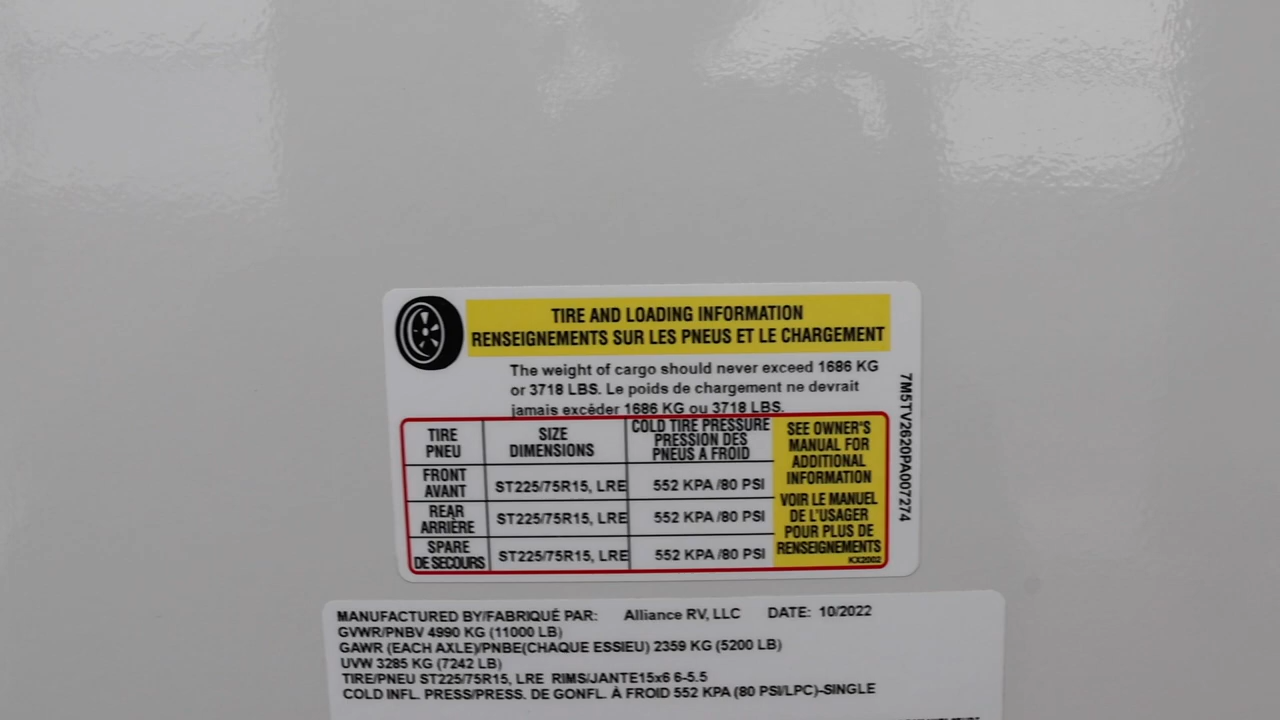 TIRE AND LOADING INFORMATION
RENSEIGNEMENTS SUR LES PNEUS ET LE CHARGEMENT
The weight of cargo should never exceed 1686 KG
or 3718 LBS. Le poids de chargement ne devrait
jamais excéder 1686 KG ou 3718 LBS.
TIRE
PNEU
SIZE
DIMENSIONS
COLD TIRE PRESSURE
PRESSION DES
PNEUS A FROID
FRONT
AVANT
ST225/75R15, LRE
552 KPA /80 PSI
REAR
ARRIÈRE
ST225/75R15, LRE
552 KPA /80 PSI
SPARE
DE SECOURS
ST225/75R15, LRE
552 KPA /80 PSI
SEE OWNER'S
MANUAL FOR
ADDITIONAL
INFORMATION
VOIR LE MANUEL
DE L'USAGER
POUR PLUS DE
RENSEIGNEMENTS
KX2002
7M5TV2620PA007274
MANUFACTURED BY/FABRIQUÉ PAR: Alliance RV, LLC DATE: 10/2022
GVWR/PNBV 4990 KG (11000 LB)
GAWR (EACH AXLE)/PNBE(CHAQUE ESSIEU) 2359 KG (5200 LB)
UVW 3285 KG (7242 LB)
TIRE/PNEU ST225/75R15, LRE RIMS/JANTE15x6 6-5.5
COLD INFL. PRESS/PRESS. DE GONFL. À FROID 552 KPA (80 PSI/LPC)-SINGLE